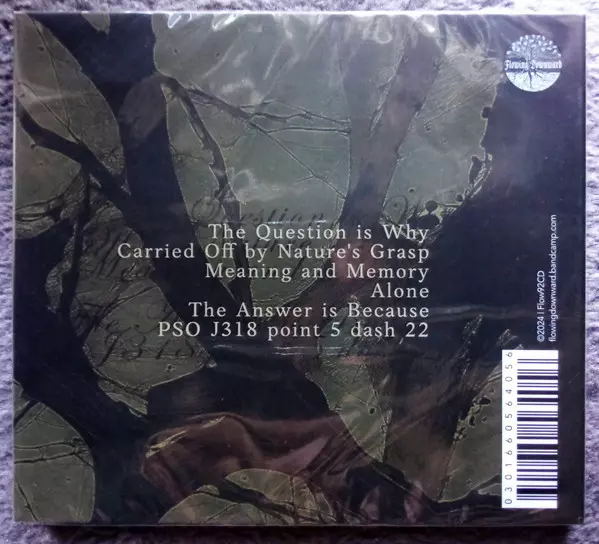 Flowing Downward
The Question is Why
Carried Off by Nature's Grasp
Meaning and Memory
Alone
The Answer is Because
PSO J318 point 5 dash 22
©2024 | Flow92CD
flowingdownward.bandcamp.com
0301660564056